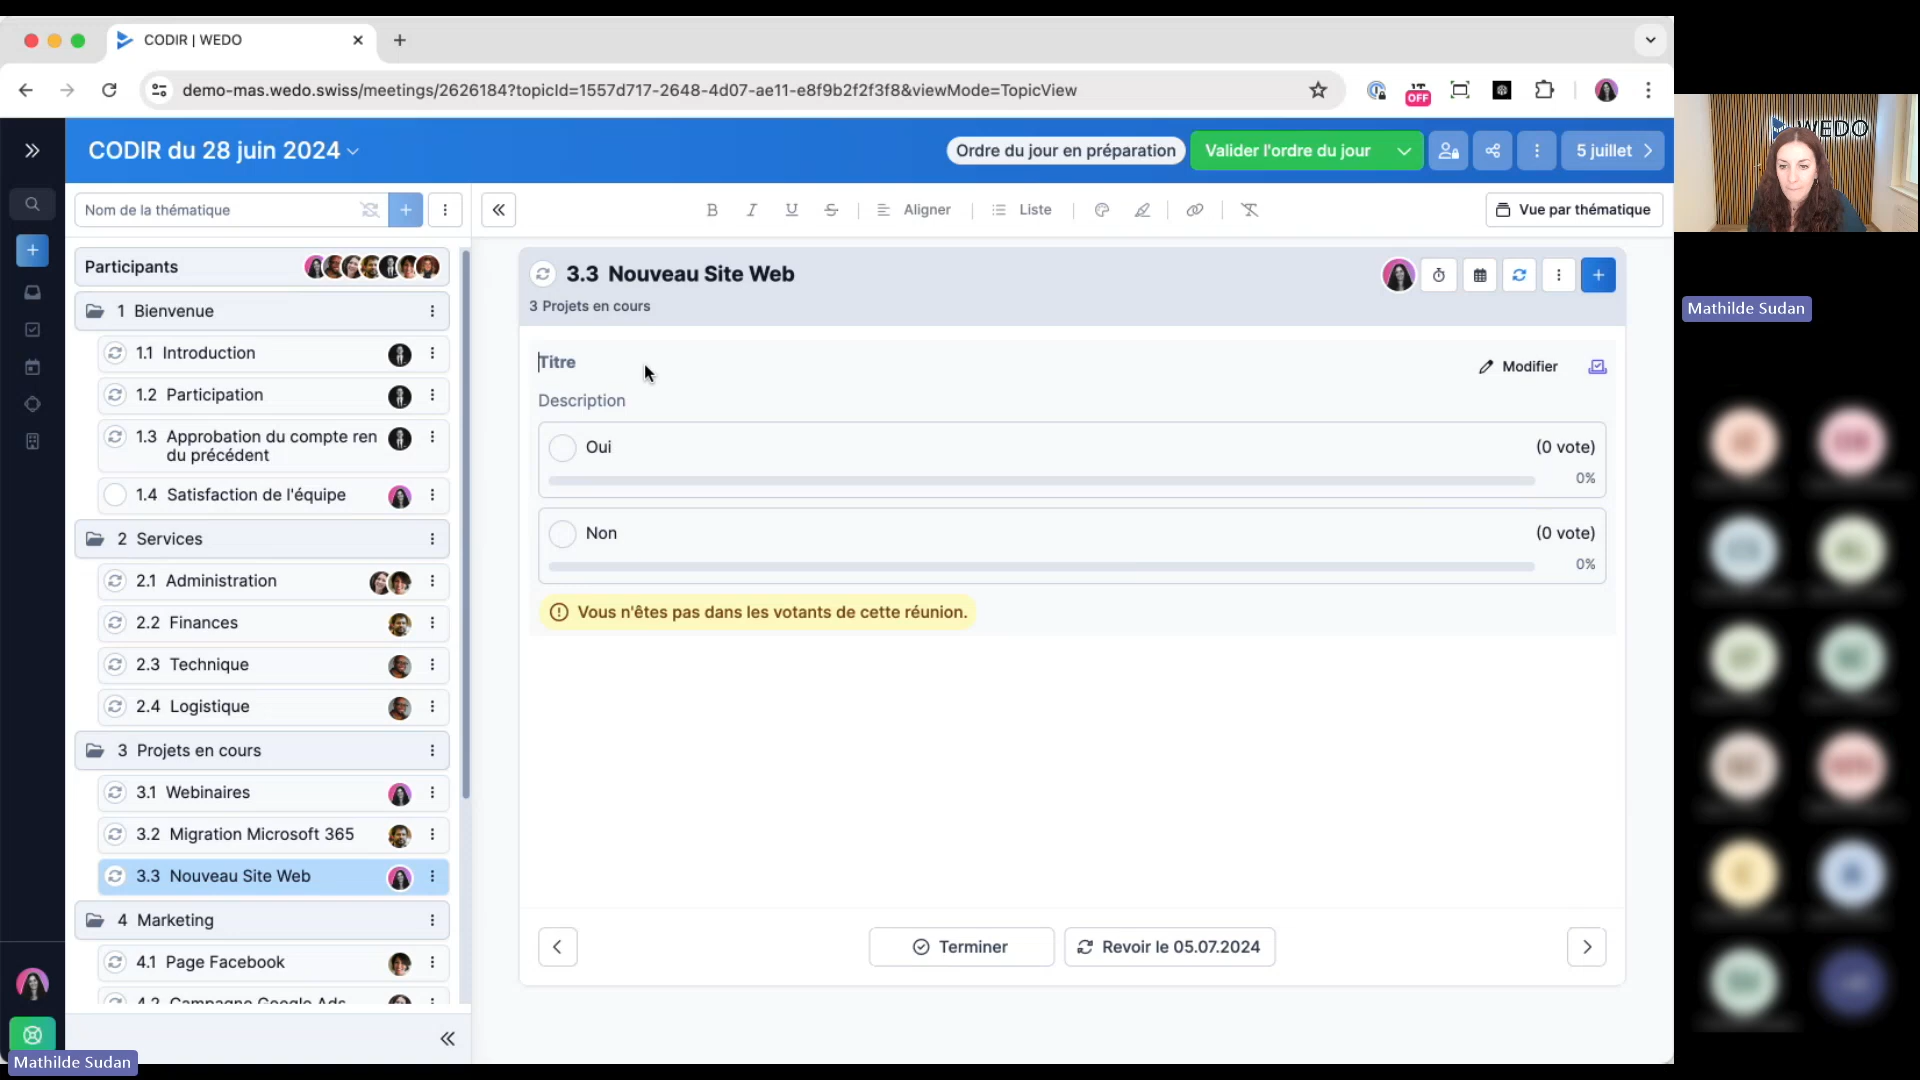 CODIR | WEDO
demo-mas.wedo.swiss/meetings/2626184?topicId=1557d717-2648-4d07-ae11-e8f9b2f2f3f8&viewMode=TopicView
OFF
CODIR du 28 juin 2024
Ordre du jour en préparation
Valider l'ordre du jour
5 juillet
Nom de la thématique
Aligner
Liste
Vue par thématique
Participants
1 Bienvenue
1.1 Introduction
1.2 Participation
1.3 Approbation du compte ren
du précédent
1.4 Satisfaction de l'équipe
2 Services
2.1 Administration
2.2 Finances
2.3 Technique
2.4 Logistique
3 Projets en cours
3.1 Webinaires
3.2 Migration Microsoft 365
3.3 Nouveau Site Web
4 Marketing
4.1 Page Facebook
4.2 Campagne Google Ads
3.3 Nouveau Site Web
3 Projets en cours
Titre
Modifier
Description
Oui
(0 vote)
0%
Non
(0 vote)
0%
Vous n'êtes pas dans les votants de cette réunion.
Terminer
Revoir le 05.07.2024
WEDO
Mathilde Sudan
Mathilde Sudan